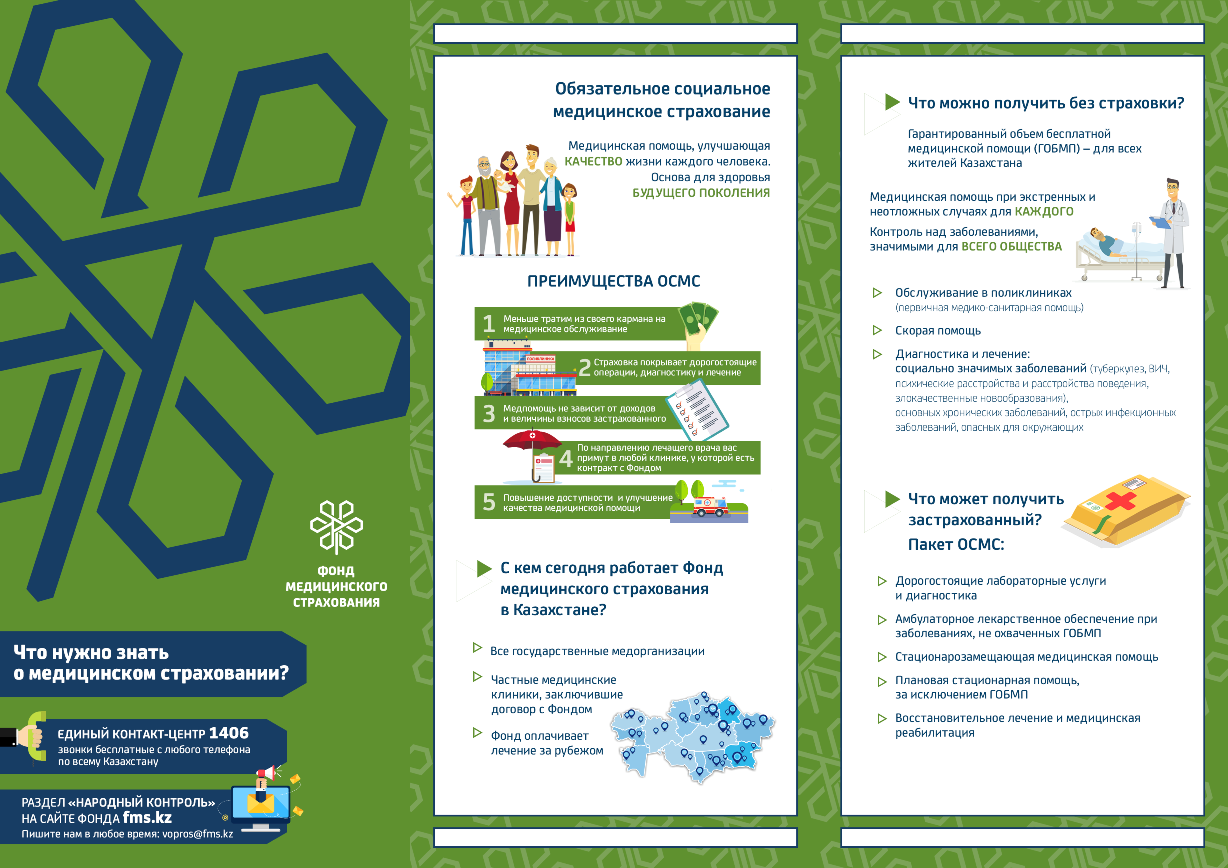 ФОНД
МЕДИЦИНСКОГО
СТРАХОВАНИЯ
Что нужно знать
о медицинском страховании?
ЄДИНЫЙ КОНТАКТ-ЦЕНТР 1406
звонки бесплатные с любого телефона
по всему Казахстану
РАЗДЕЛ «НАРОДНЫЙ КОНТРОЛЬ»
НА САЙТЕ ФОНДА fms.kz
Пишите нам в любое время: vopros@fms.kz
Обязательное социальное
медицинское страхование
Медицинская помощь, улучшающая
КАЧЕСТВО жизни каждого человека.
Основа для здоровья
БУДУЩЕГО ПОКОЛЕНИЯ
ПРЕИМУЩЕСТВА ОСМС
1 Меньше тратим из своего кармана на
медицинское обслуживание
ПОЛИКЛИНИКА
2 Страховка покрывает дорогостоящие
операции, диагностику и лечение
3 Медпомощь не зависит от доходов
и величины взносов застрахованного
4 По направлению лечащего врача вас
примут в любой клинике, у которой есть
контракт с Фондом
5 Повышение доступности и улучшение
качества медицинской помощи
С кем сегодня работает Фонд
медицинского страхования
в Казахстане?
Все государственные медорганизации
Частные медицинские
клиники, заключившие
договор с Фондом
Фонд оплачивает
лечение за рубежом
Что можно получить без страховки?
Гарантированный объем бесплатной
медицинской помощи (ГОБМП) – для всех
жителей Казахстана
Медицинская помощь при экстренных и
неотложных случаях для КАЖДОГО
Контроль над заболеваниями,
значимыми для ВСЕГО ОБЩЕСТВА
Обслуживание в поликлиниках
(первичная медико-санитарная помощь)
Скорая помощь
Диагностика и лечение:
социально значимых заболеваний (туберкулез, ВИЧ,
психические расстройства и расстройства поведения,
злокачественные новообразования),
основных хронических заболеваний, острых инфекционных
заболеваний, опасных для окружающих
Что может получить
застрахованный?
Пакет ОСМС:
Дорогостоящие лабораторные услуги
и диагностика
Амбулаторное лекарственное обеспечение при
заболеваниях, не охваченных ГОБМП
Стационарозамещающая медицинская помощь
Плановая стационарная помощь,
за исключением ГОБМП
Восстановительное лечение и медицинская
реабилитация